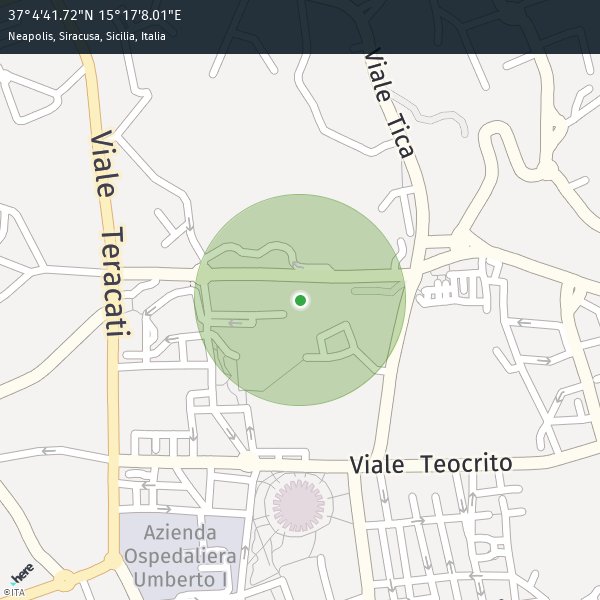 37°4'41.72"N 15°17'8.01"E
Neapolis, Siracusa, Sicilia, Italia
Viale Tica
Viale Teracati
Viale Teocrito
Azienda
Ospedaliera
Umberto I
here
©ITA